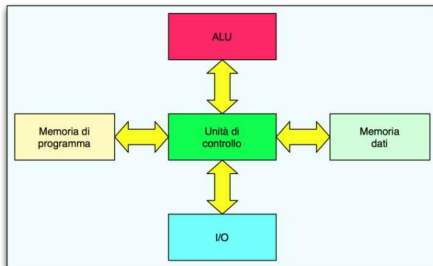 ALU
Memoria di
programma
Unità di
controllo
Memoria
dati
I/O